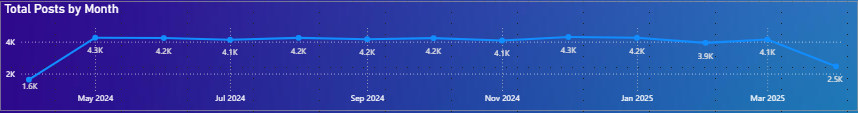 Total Posts by Month
4K
2K
1.6K
4.3K
4.2K
4.1K
4.2K
4.2K
4.2K
4.1K
4.3K
4.2K
3.9K
4.1K
2.5K
May 2024
Jul 2024
Sep 2024
Nov 2024
Jan 2025
Mar 2025